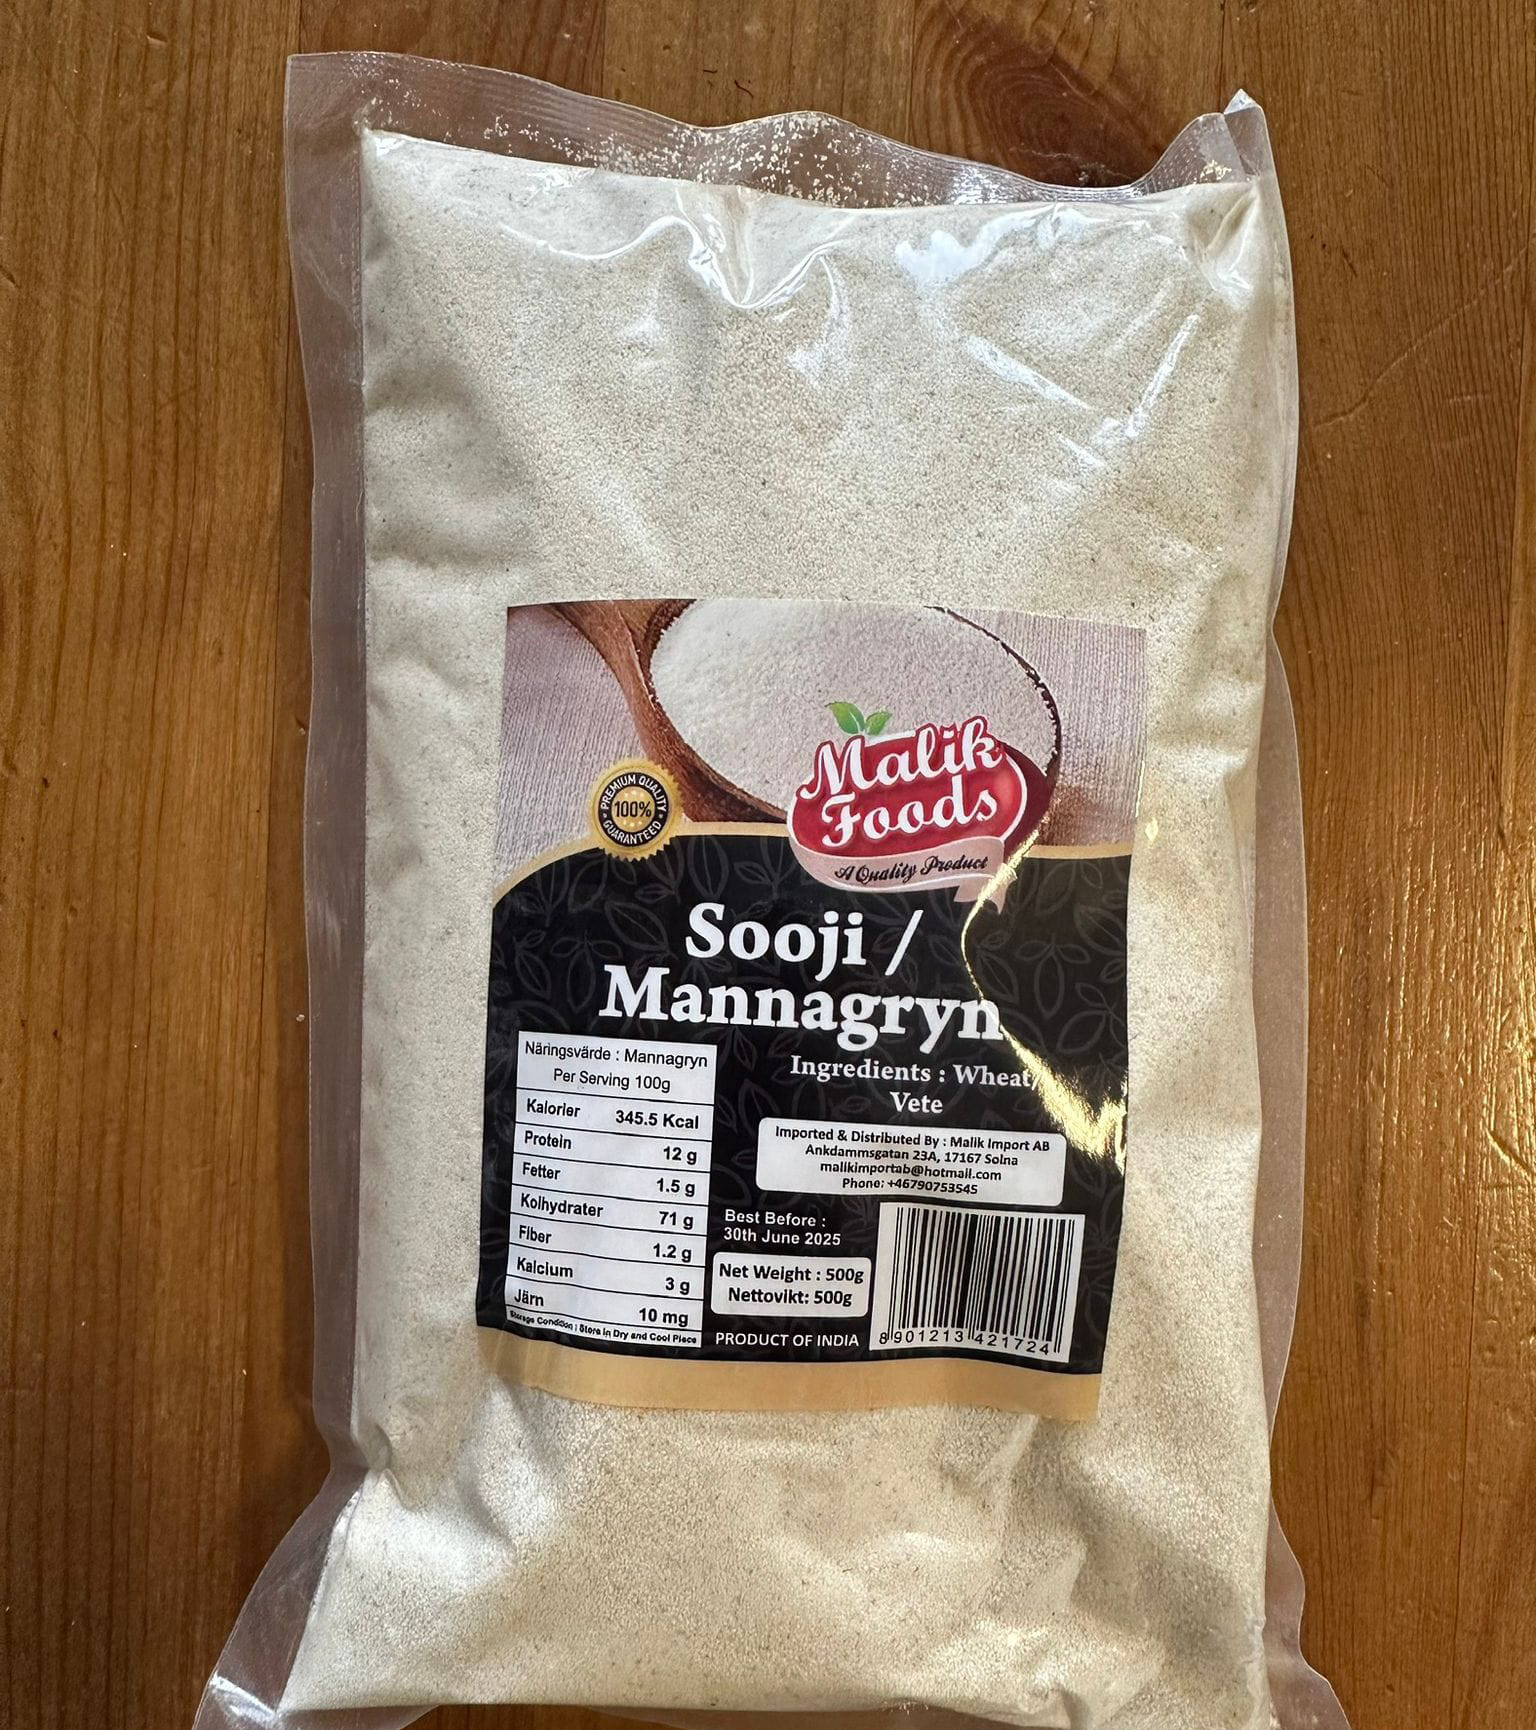 Malik
Foods
A Quality Product
PREMIUM QUALITY
100%
GUARANTEED
Sooji /
Mannagryn
Näringsvärde : Mannagryn
Per Serving 100g
Kalorier 345.5 Kcal
Protein 12 g
Fetter 1.5 g
Kolhydrater 71 g
Fiber 1.2 g
Kalcium 3 g
Järn 10 mg
Storage Condition : Store in Dry and Cool Place
Ingredients : Wheat/
Vete
Imported & Distributed By : Malik Import AB
Ankdammsgatan 23A, 17167 Solna
malikimportab@hotmail.com
Phone: +46790753545
Best Before :
30th June 2025
Net Weight : 500g
Nettovikt: 500g
PRODUCT OF INDIA
8 901213 421724